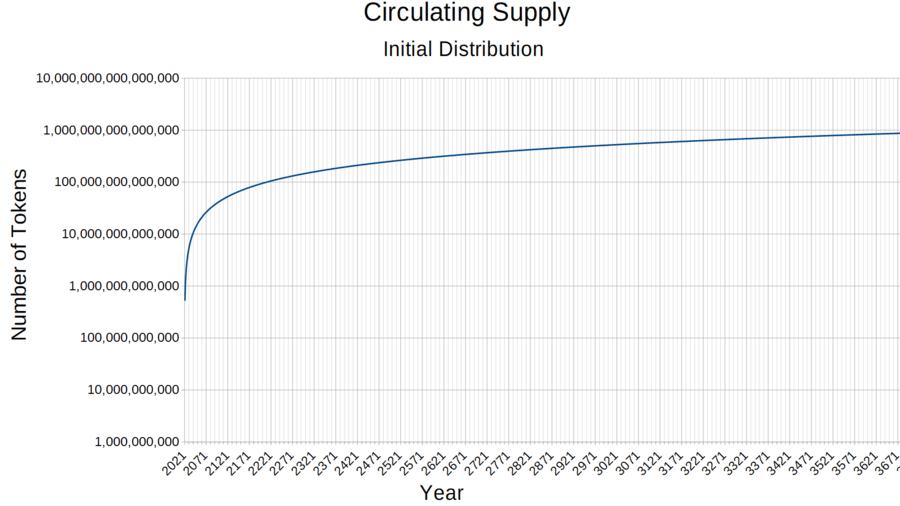 Circulating Supply
Initial Distribution
10,000,000,000,000,000
1,000,000,000,000,000
100,000,000,000,000
10,000,000,000,000
1,000,000,000,000
100,000,000,000
10,000,000,000
1,000,000,000
Number of Tokens
2021 2071 2121 2171 2221 2271 2321 2371 2421 2471 2521 2571 2621 2671 2721 2771 2821 2871 2921 2971 3021 3071 3121 3171 3221 3271 3321 3371 3421 3471 3521 3571 3621 3671
Year